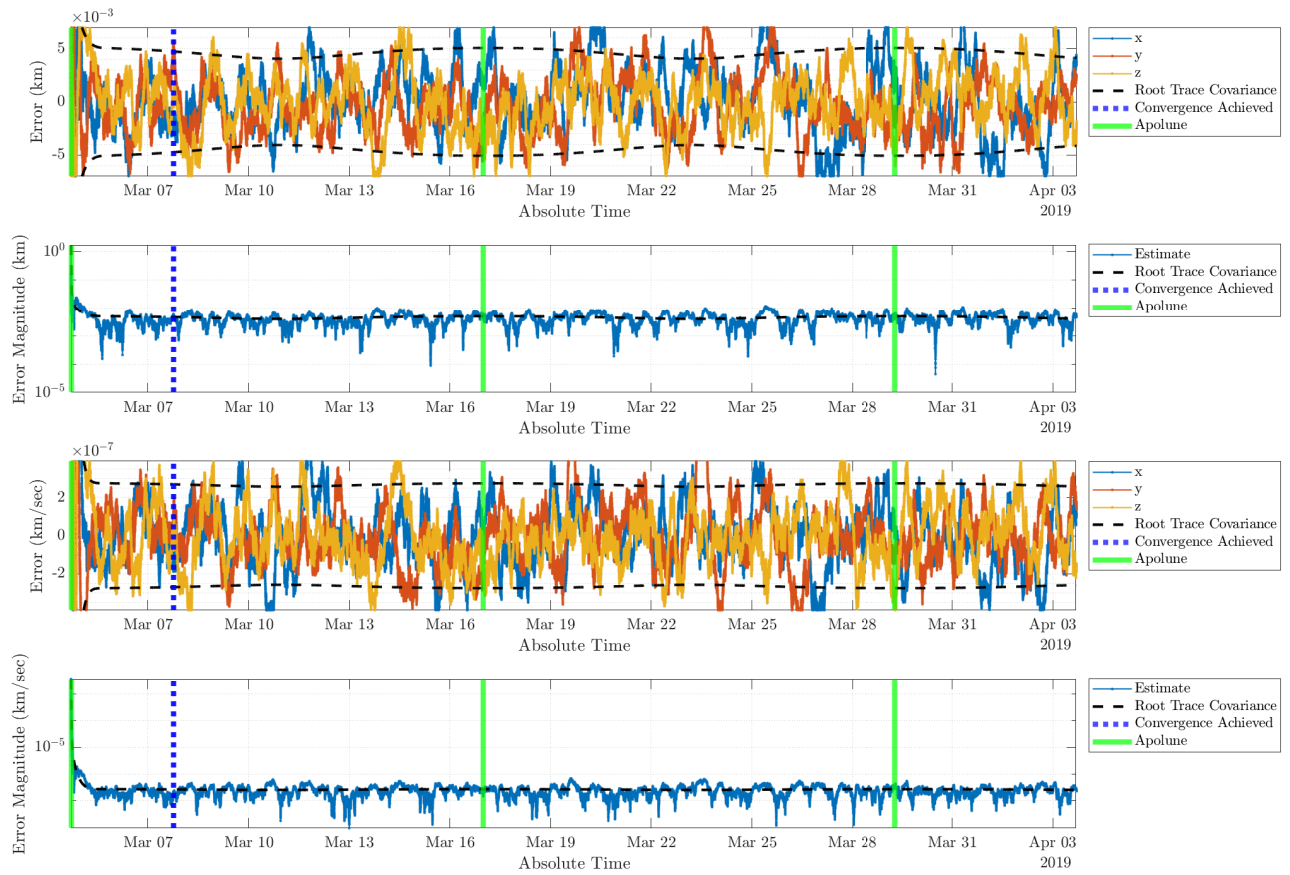 ×10⁻³
5
0
-5
Error (km)
Mar 07 Mar 10 Mar 13 Mar 16 Mar 19 Mar 22 Mar 25 Mar 28 Mar 31 Apr 03
Absolute Time
2019
x
y
z
Root Trace Covariance
Convergence Achieved
Apolune
10⁰
10⁻⁵
Error Magnitude (km)
Mar 07 Mar 10 Mar 13 Mar 16 Mar 19 Mar 22 Mar 25 Mar 28 Mar 31 Apr 03
Absolute Time
2019
Estimate
Root Trace Covariance
Convergence Achieved
Apolune
×10⁻⁷
2
0
-2
Error (km/sec)
Mar 07 Mar 10 Mar 13 Mar 16 Mar 19 Mar 22 Mar 25 Mar 28 Mar 31 Apr 03
Absolute Time
2019
x
y
z
Root Trace Covariance
Convergence Achieved
Apolune
10⁻⁵
Error Magnitude (km/sec)
Mar 07 Mar 10 Mar 13 Mar 16 Mar 19 Mar 22 Mar 25 Mar 28 Mar 31 Apr 03
Absolute Time
2019
Estimate
Root Trace Covariance
Convergence Achieved
Apolune